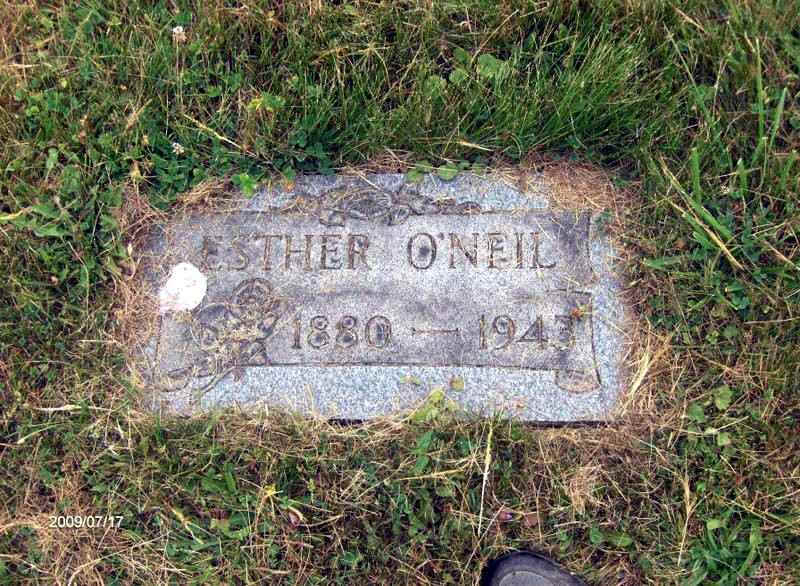 ESTHER O'NEIL
1880 — 1943
2009/07/17